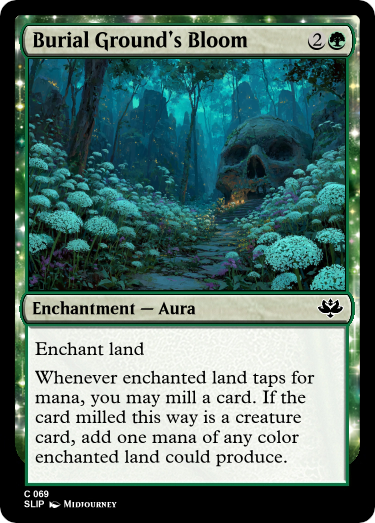 Burial Ground's Bloom 2
Enchantment — Aura
Enchant land
Whenever enchanted land taps for
mana, you may mill a card. If the
card milled this way is a creature
card, add one mana of any color
enchanted land could produce.
C 069
SLIP Midjourney